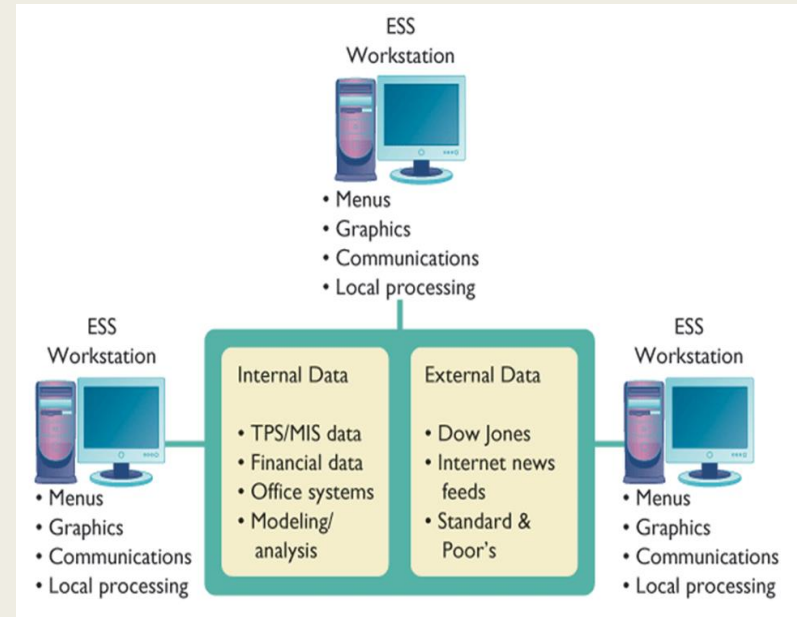 ESS
Workstation
• Menus
• Graphics
• Communications
• Local processing
ESS
Workstation
• Menus
• Graphics
• Communications
• Local processing
Internal Data
• TPS/MIS data
• Financial data
• Office systems
• Modeling/
analysis
External Data
• Dow Jones
• Internet news
feeds
• Standard &
Poor's
ESS
Workstation
• Menus
• Graphics
• Communications
• Local processing